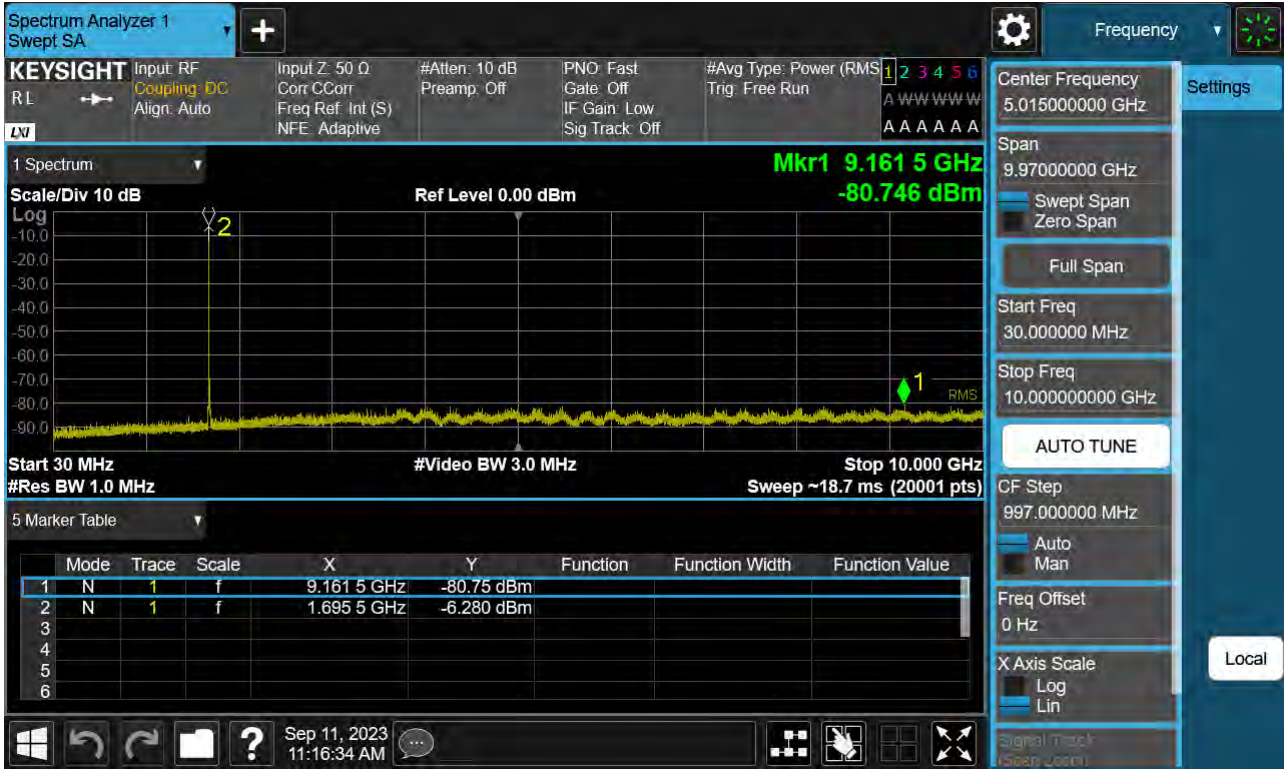 Spectrum Analyzer 1
Swept SA
+
Frequency
KEYSIGHT
RL
LXI
Input: RF
Coupling: DC
Align: Auto
Input Z: 50 Ω
Corr CCorr
Freq Ref: Int (S)
NFE: Adaptive
#Atten: 10 dB
Preamp: Off
PNO: Fast
Gate: Off
IF Gain: Low
Sig Track: Off
#Avg Type: Power (RMS
Trig: Free Run
1 2 3 4 5 6
A W W W W W
A A A A A A
1 Spectrum
Scale/Div 10 dB
Ref Level 0.00 dBm
Mkr1 9.161 5 GHz
-80.746 dBm
Log
-10.0
-20.0
-30.0
-40.0
-50.0
-60.0
-70.0
-80.0
-90.0
2
1
RMS
Start 30 MHz
#Video BW 3.0 MHz
Stop 10.000 GHz
#Res BW 1.0 MHz
Sweep ~18.7 ms (20001 pts)
5 Marker Table
Mode Trace Scale X Y Function Function Width Function Value
1 N 1 f 9.161 5 GHz -80.75 dBm
2 N 1 f 1.695 5 GHz -6.280 dBm
3
4
5
6
Sep 11, 2023
11:16:34 AM
?
Center Frequency
5.015000000 GHz
Span
9.97000000 GHz
Swept Span
Zero Span
Full Span
Start Freq
30.000000 MHz
Stop Freq
10.000000000 GHz
AUTO TUNE
CF Step
997.000000 MHz
Auto
Man
Freq Offset
0 Hz
X Axis Scale
Log
Lin
Signal Track
(Span Zoom)
Settings
Local